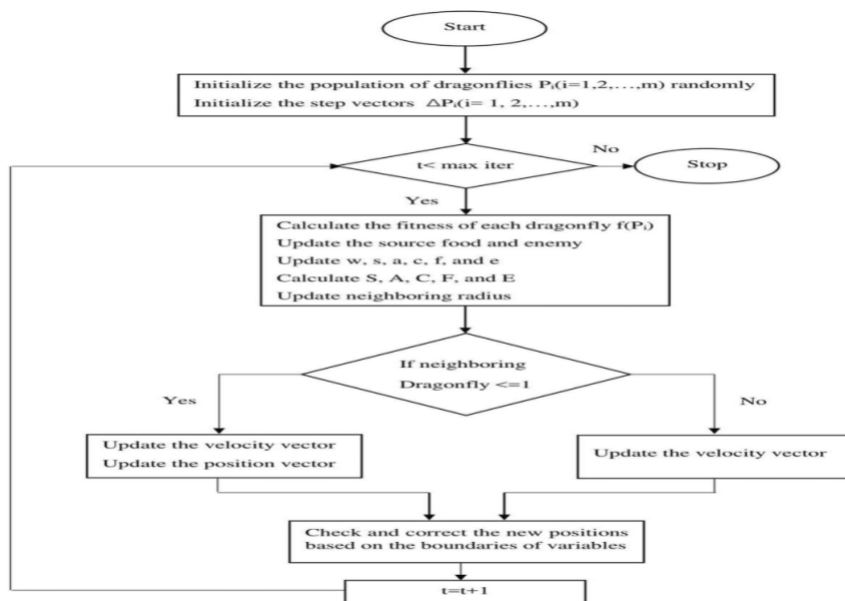 Start
Initialize the population of dragonflies Pᵢ(i=1,2,…,m) randomly
Initialize the step vectors ΔPᵢ(i= 1, 2,…,m)
No
t< max iter
Stop
Yes
Calculate the fitness of each dragonfly f(Pᵢ)
Update the source food and enemy
Update w, s, a, c, f, and e
Calculate S, A, C, F, and E
Update neighboring radius
If neighboring
Dragonfly <=1
Yes
No
Update the velocity vector
Update the position vector
Update the velocity vector
Check and correct the new positions
based on the boundaries of variables
t=t+1